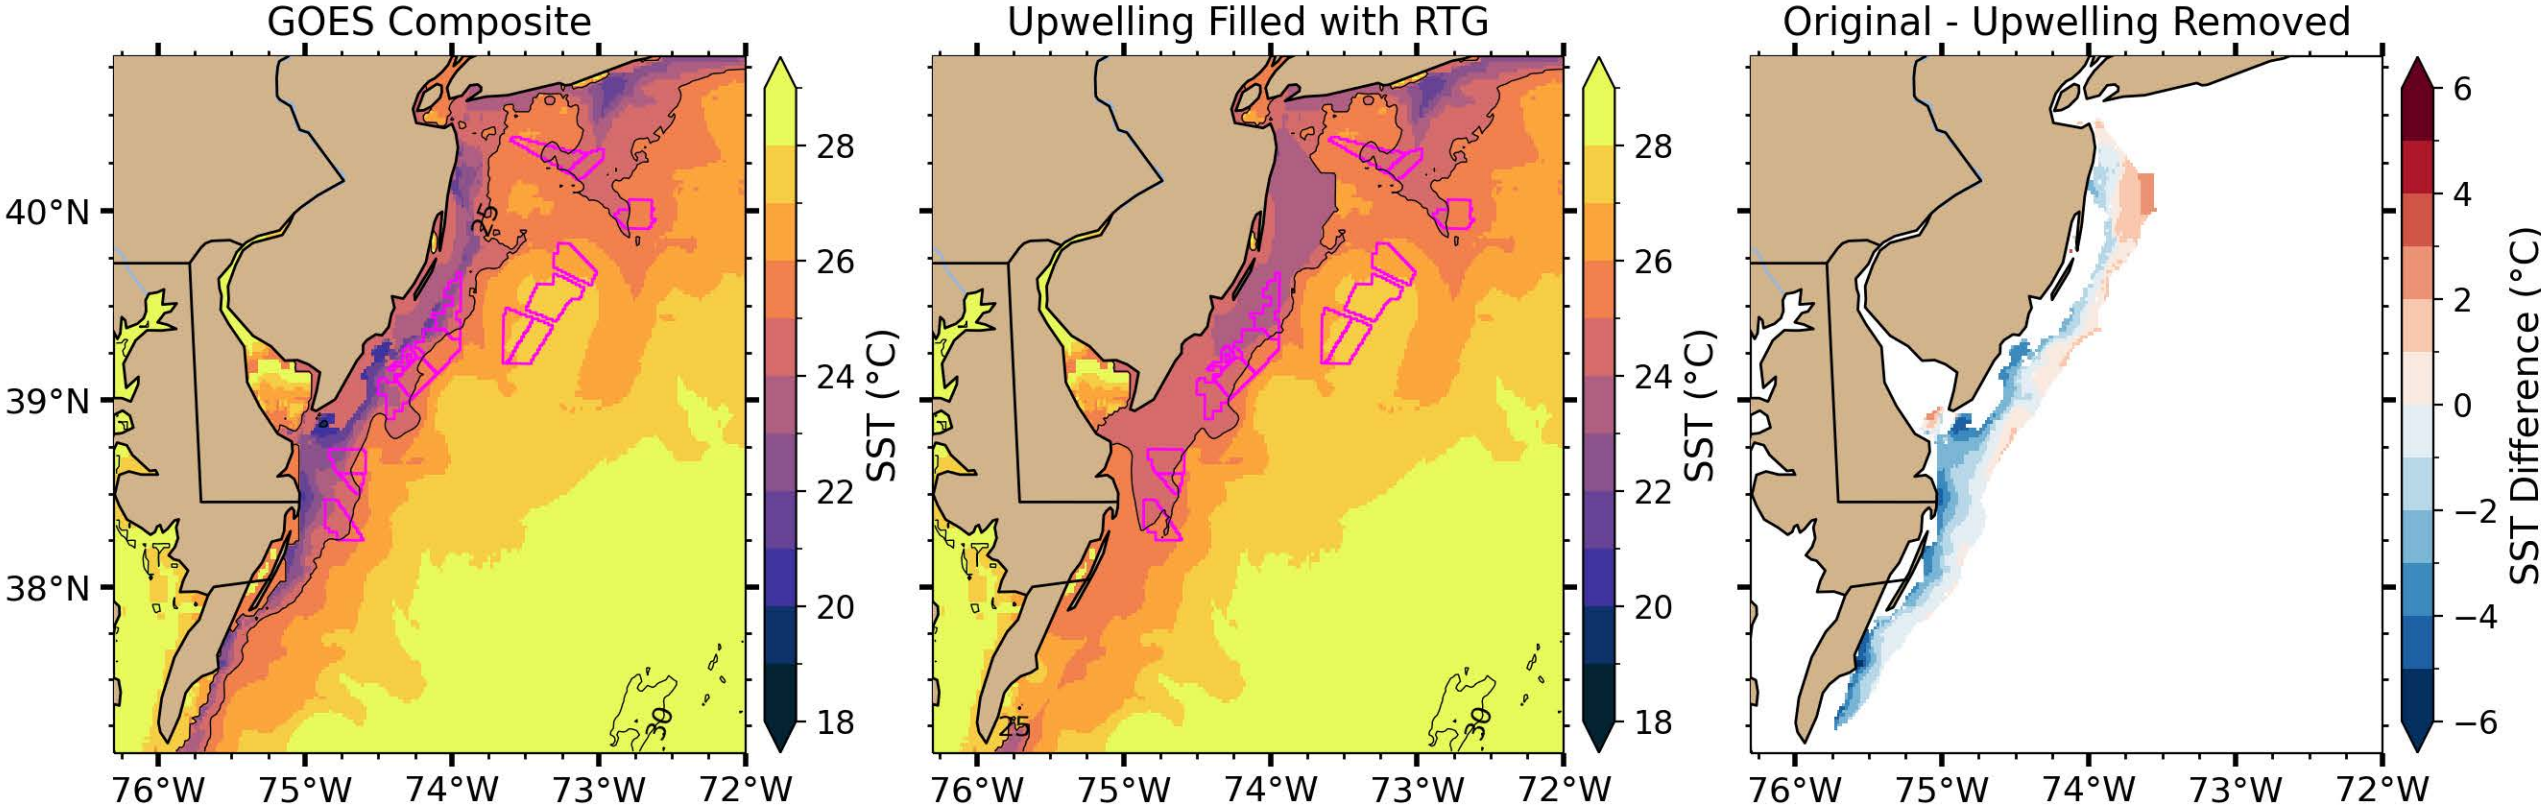 GOES Composite
Upwelling Filled with RTG
Original - Upwelling Removed
40°N
39°N
38°N
76°W 75°W 74°W 73°W 72°W
25
30
28
26
24
22
20
18
SST (°C)
76°W 75°W 74°W 73°W 72°W
25
30
28
26
24
22
20
18
SST (°C)
76°W 75°W 74°W 73°W 72°W
6
4
2
0
−2
−4
−6
SST Difference (°C)